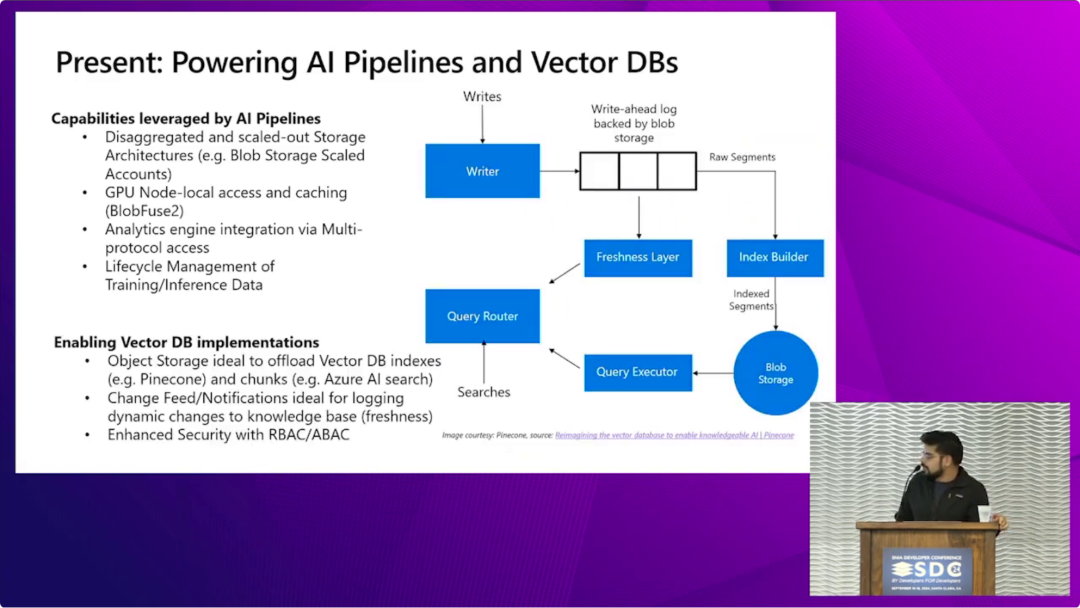 Present: Powering AI Pipelines and Vector DBs
Capabilities leveraged by AI Pipelines
• Disaggregated and scaled-out Storage
Architectures (e.g. Blob Storage Scaled
Accounts)
• GPU Node-local access and caching
(BlobFuse2)
• Analytics engine integration via Multi-
protocol access
• Lifecycle Management of
Training/Inference Data
Enabling Vector DB implementations
• Object Storage ideal to offload Vector DB indexes
(e.g. Pinecone) and chunks (e.g. Azure AI search)
• Change Feed/Notifications ideal for logging
dynamic changes to knowledge base (freshness)
• Enhanced Security with RBAC/ABAC
Writes
Writer
Write-ahead log
backed by blob
storage
Raw Segments
Freshness Layer
Index Builder
Indexed
Segments
Query Router
Searches
Query Executor
Blob
Storage
Image courtesy: Pinecone, source: Reimagining the vector database to enable knowledgeable AI | Pinecone
SNIA DEVELOPER CONFERENCE
SDC
BY Developers FOR Developers